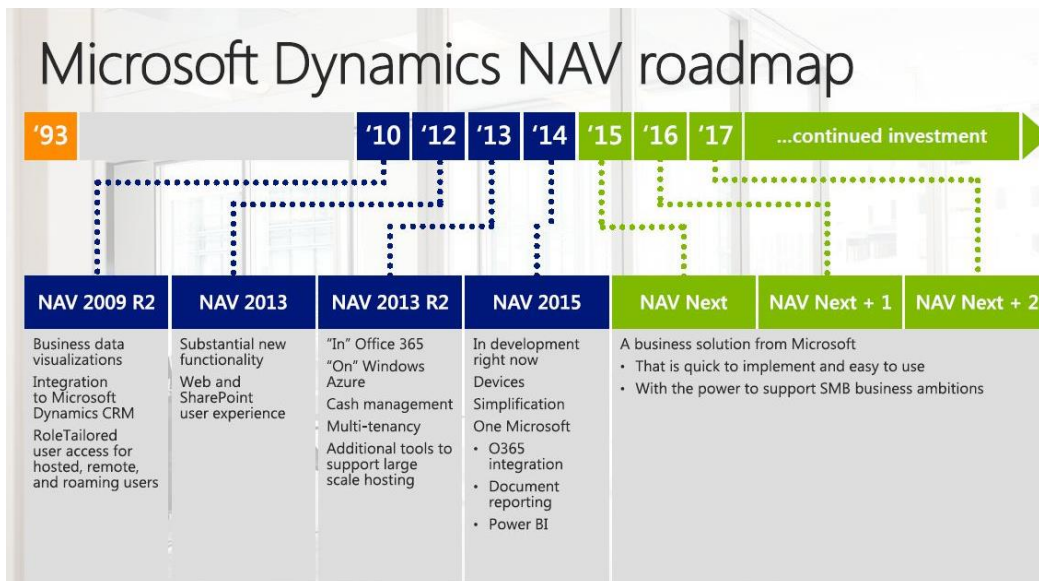 Microsoft Dynamics NAV roadmap
‘93
‘10
‘12
‘13
‘14
‘15
‘16
‘17
...continued investment
NAV 2009 R2
Business data
visualizations
Integration
to Microsoft
Dynamics CRM
RoleTailored
user access for
hosted, remote,
and roaming users
NAV 2013
Substantial new
functionality
Web and
SharePoint
user experience
NAV 2013 R2
“In” Office 365
“On” Windows
Azure
Cash management
Multi-tenancy
Additional tools to
support large
scale hosting
NAV 2015
In development
right now
Devices
Simplification
One Microsoft
• O365
integration
• Document
reporting
• Power BI
NAV Next
NAV Next + 1
NAV Next + 2
A business solution from Microsoft
• That is quick to implement and easy to use
• With the power to support SMB business ambitions